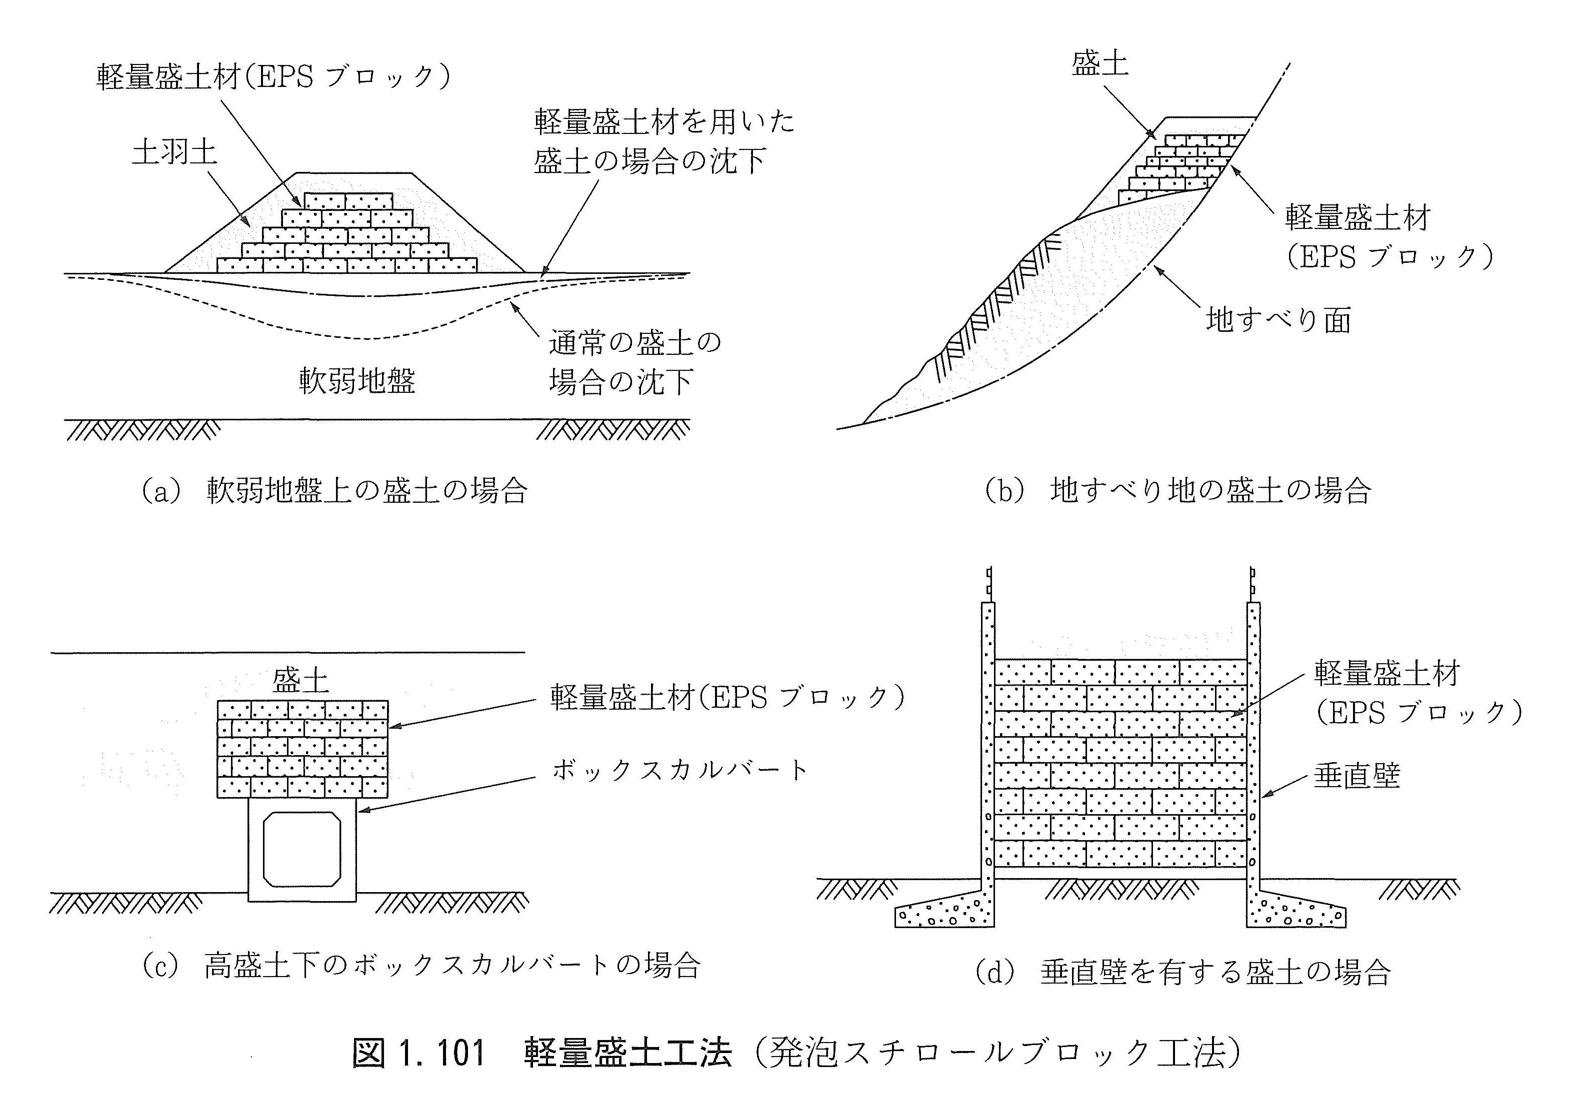 軽量盛土材(EPS ブロック)
土羽土
軽量盛土材を用いた
盛土の場合の沈下
通常の盛土の
場合の沈下
軟弱地盤
(a) 軟弱地盤上の盛土の場合
盛土
軽量盛土材
(EPS ブロック)
地すべり面
(b) 地すべり地の盛土の場合
盛土
軽量盛土材(EPS ブロック)
ボックスカルバート
(c) 高盛土下のボックスカルバートの場合
軽量盛土材
(EPS ブロック)
垂直壁
(d) 垂直壁を有する盛土の場合
図 1.101 軽量盛土工法 (発泡スチロールブロック工法)